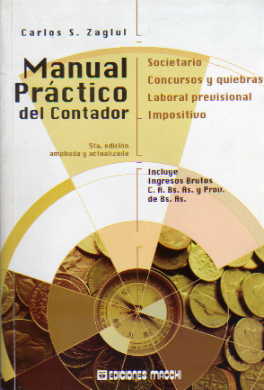 Carlos S. Zaglul
Manual
Práctico
del Contador
5ta. edición
ampliada y actualizada
Societario
Concursos y quiebras
Laboral previsional
Impositivo
Incluye
Ingresos Brutos
C. A. Bs. As. y Prov.
de Bs. As.
EDICIONES MACCHI